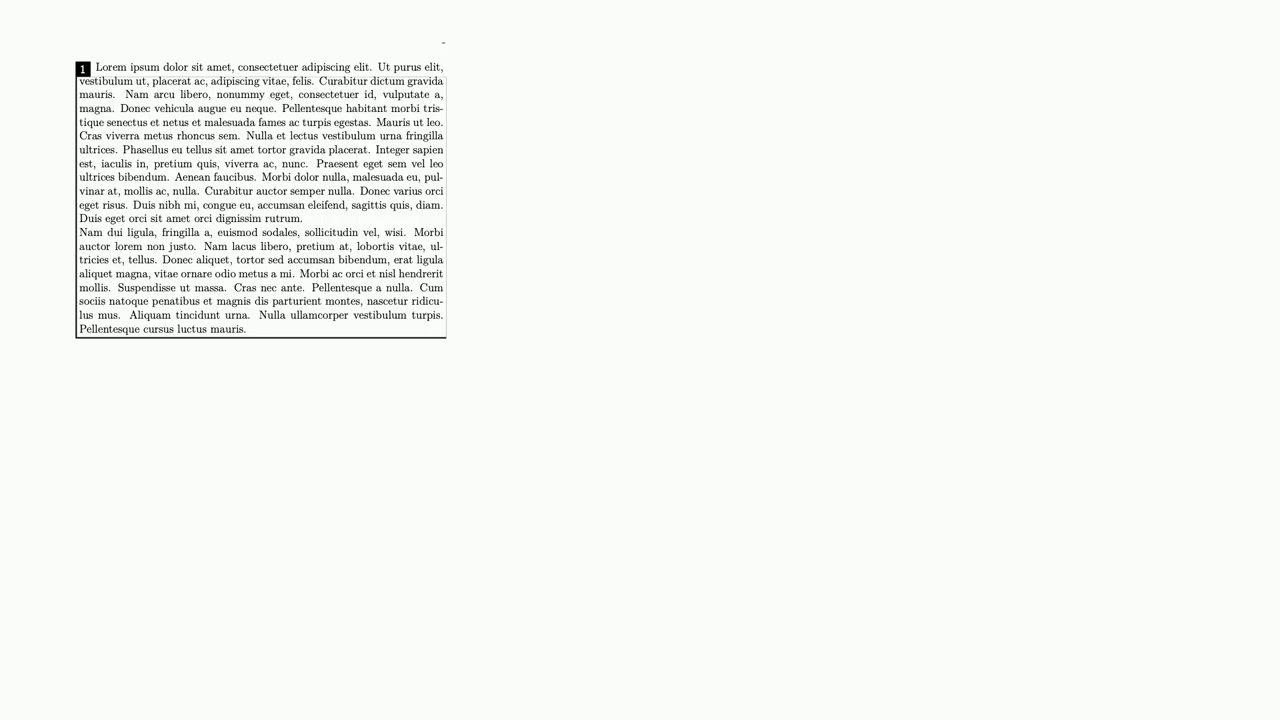 -
1 Lorem ipsum dolor sit amet, consectetuer adipiscing elit. Ut purus elit,
vestibulum ut, placerat ac, adipiscing vitae, felis. Curabitur dictum gravida
mauris. Nam arcu libero, nonummy eget, consectetuer id, vulputate a,
magna. Donec vehicula augue eu neque. Pellentesque habitant morbi tris-
tique senectus et netus et malesuada fames ac turpis egestas. Mauris ut leo.
Cras viverra metus rhoncus sem. Nulla et lectus vestibulum urna fringilla
ultrices. Phasellus eu tellus sit amet tortor gravida placerat. Integer sapien
est, iaculis in, pretium quis, viverra ac, nunc. Praesent eget sem vel leo
ultrices bibendum. Aenean faucibus. Morbi dolor nulla, malesuada eu, pul-
vinar at, mollis ac, nulla. Curabitur auctor semper nulla. Donec varius orci
eget risus. Duis nibh mi, congue eu, accumsan eleifend, sagittis quis, diam.
Duis eget orci sit amet orci dignissim rutrum.
Nam dui ligula, fringilla a, euismod sodales, sollicitudin vel, wisi. Morbi
auctor lorem non justo. Nam lacus libero, pretium at, lobortis vitae, ul-
tricies et, tellus. Donec aliquet, tortor sed accumsan bibendum, erat ligula
aliquet magna, vitae ornare odio metus a mi. Morbi ac orci et nisl hendrerit
mollis. Suspendisse ut massa. Cras nec ante. Pellentesque a nulla. Cum
sociis natoque penatibus et magnis dis parturient montes, nascetur ridicu-
lus mus. Aliquam tincidunt urna. Nulla ullamcorper vestibulum turpis.
Pellentesque cursus luctus mauris.